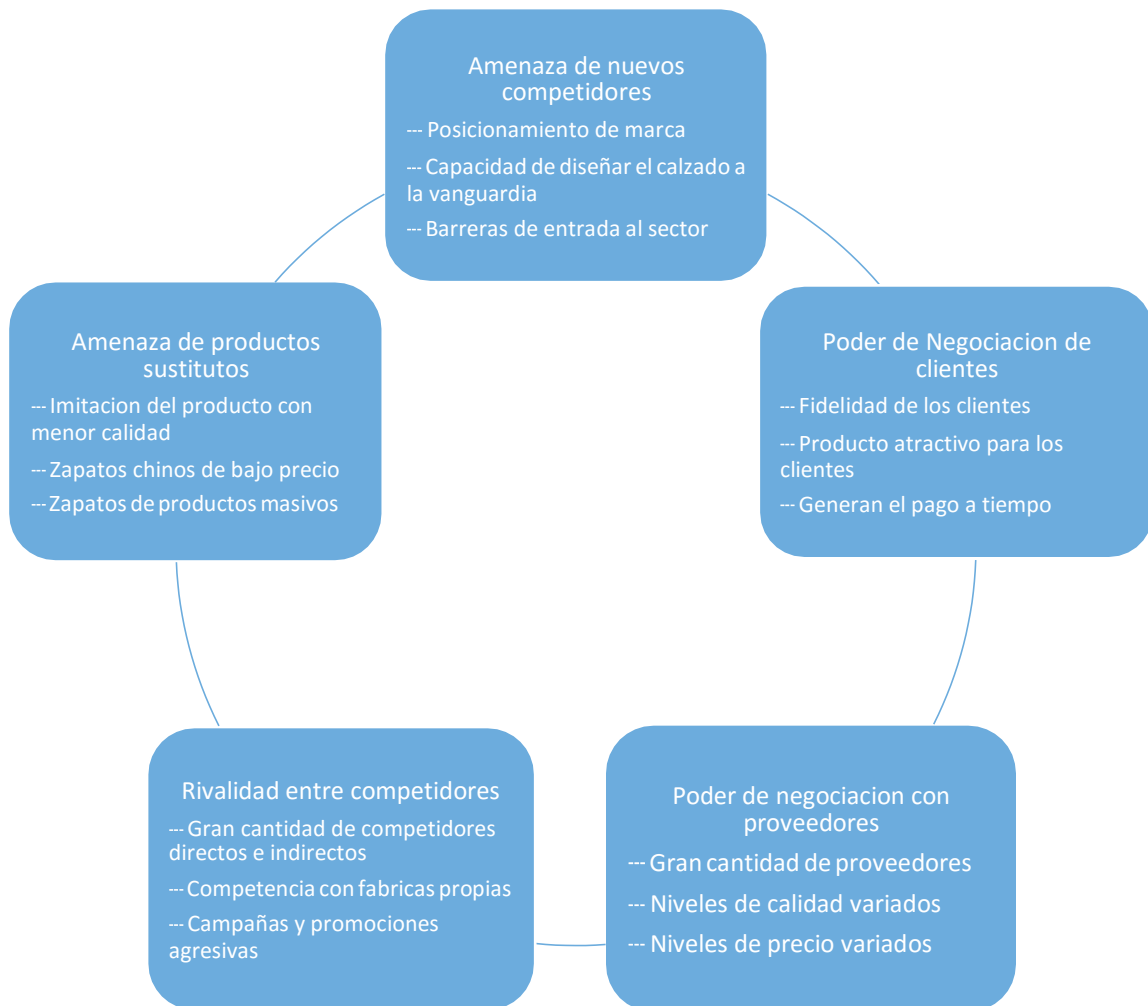 Amenaza de nuevos
competidores
--- Posicionamiento de marca
--- Capacidad de diseñar el calzado a
la vanguardia
--- Barreras de entrada al sector
Amenaza de productos
sustitutos
--- Imitacion del producto con
menor calidad
--- Zapatos chinos de bajo precio
--- Zapatos de productos masivos
Poder de Negociacion de
clientes
--- Fidelidad de los clientes
--- Producto atractivo para los
clientes
--- Generan el pago a tiempo
Rivalidad entre competidores
--- Gran cantidad de competidores
directos e indirectos
--- Competencia con fabricas propias
--- Campañas y promociones
agresivas
Poder de negociacion con
proveedores
--- Gran cantidad de proveedores
--- Niveles de calidad variados
--- Niveles de precio variados